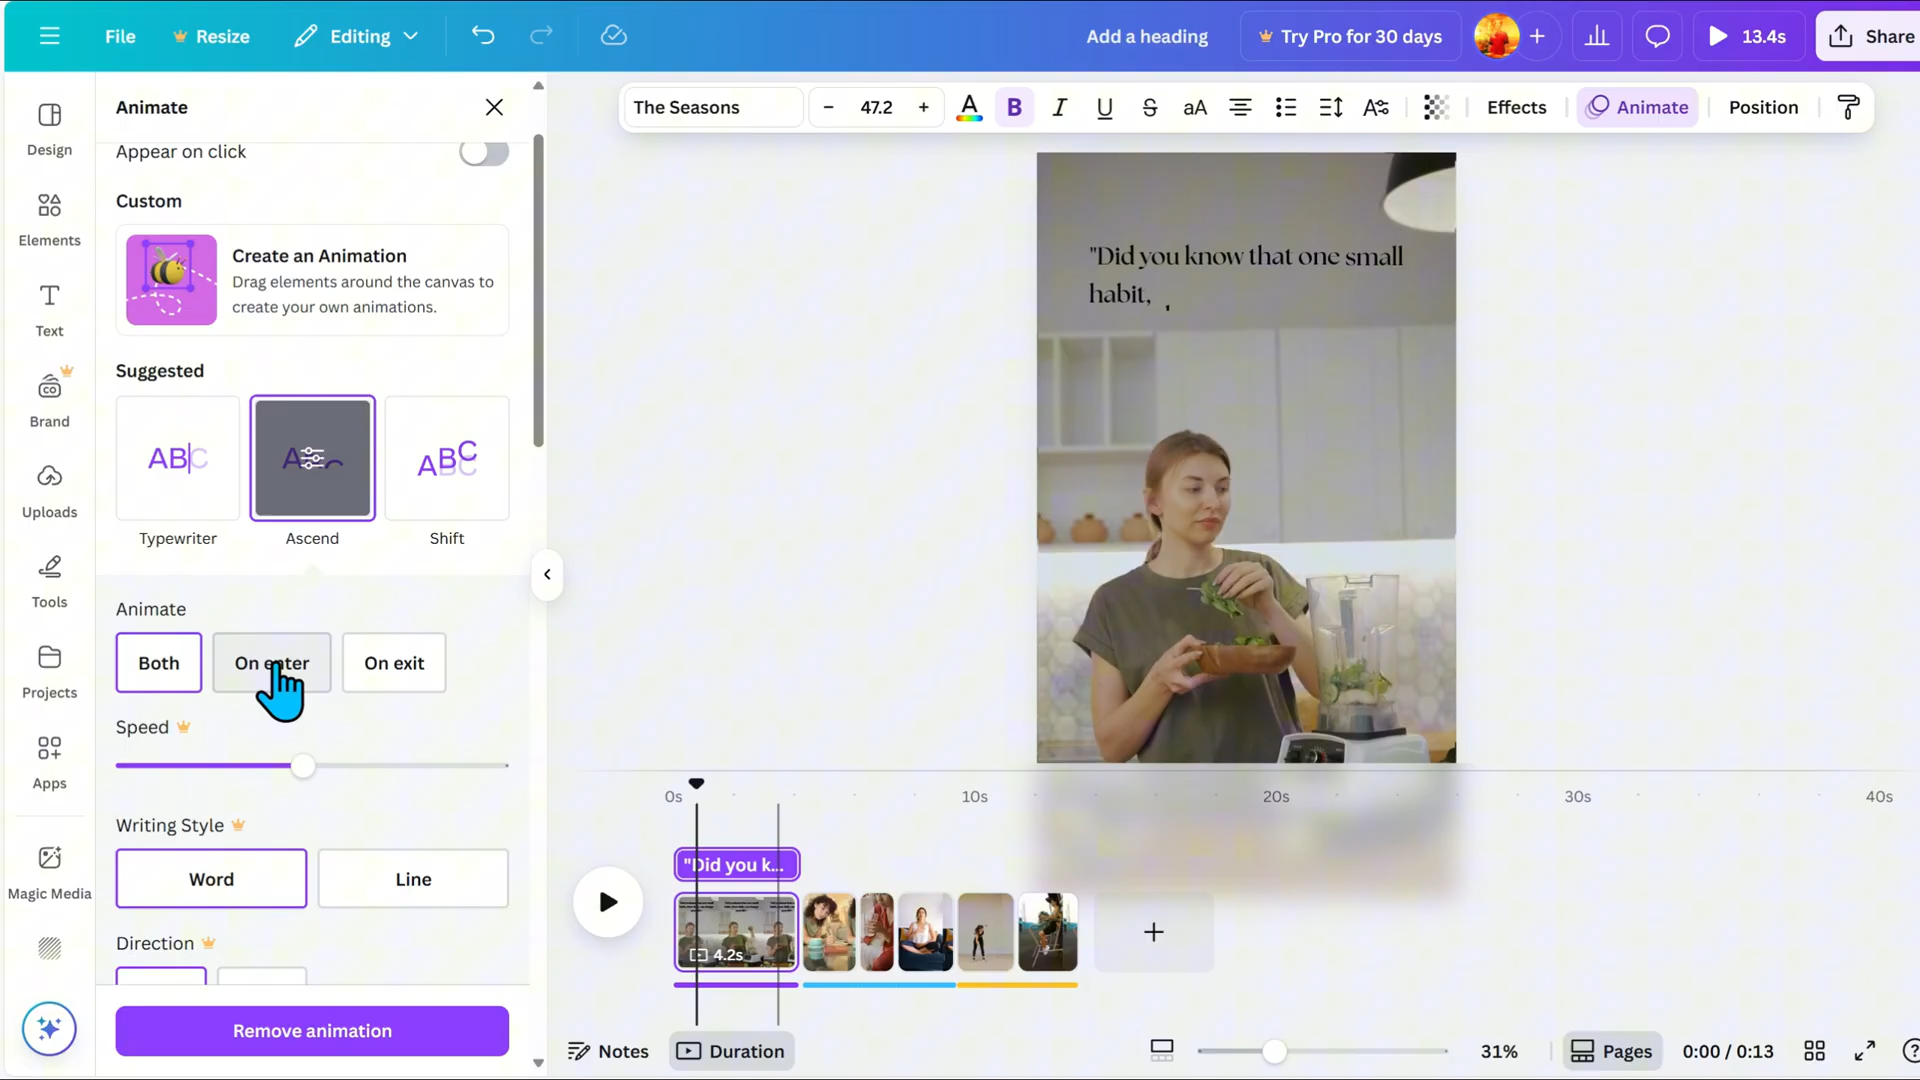 File
Resize
Editing
Add a heading
Try Pro for 30 days
13.4s
Share
Design
Elements
Text
Brand
Uploads
Tools
Projects
Apps
Magic Media
Animate
Appear on click
Custom
Create an Animation
Drag elements around the canvas to
create your own animations.
Suggested
Typewriter
Ascend
Shift
Animate
Both
On enter
On exit
Speed
Writing Style
Word
Line
Direction
Remove animation
The Seasons
47.2
Effects
Animate
Position
"Did you know that one small
habit,
0s
10s
20s
30s
40s
"Did you k...
4.2s
Notes
Duration
31%
Pages
0:00 / 0:13